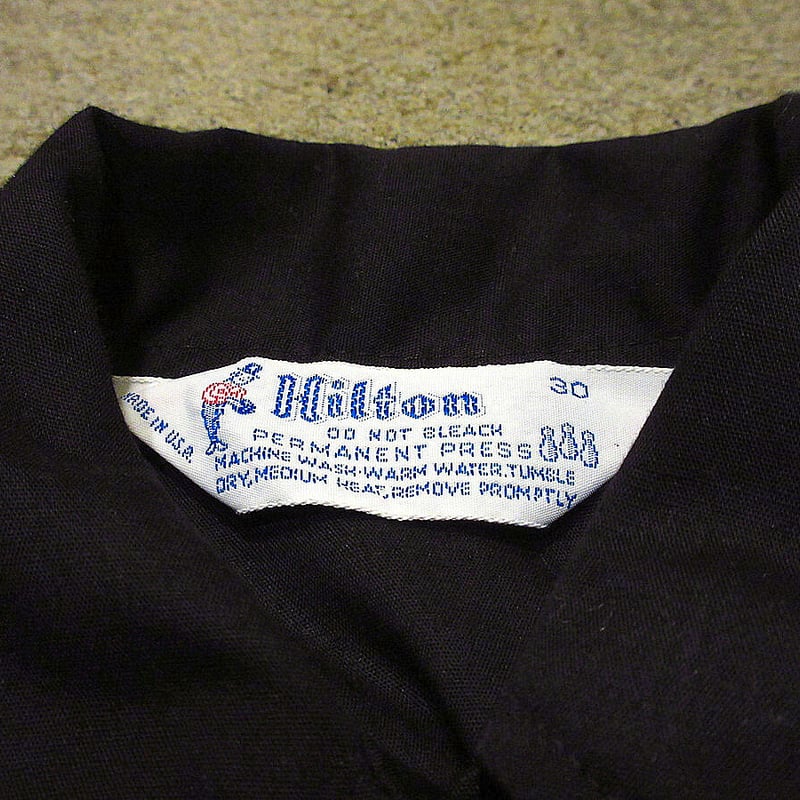 Hilton
30
MADE IN U.S.A.
DO NOT BLEACH
PERMANENT PRESS
MACHINE WASH-WARM WATER.TUMBLE
DRY,MEDIUM HEAT,REMOVE PROMPTLY